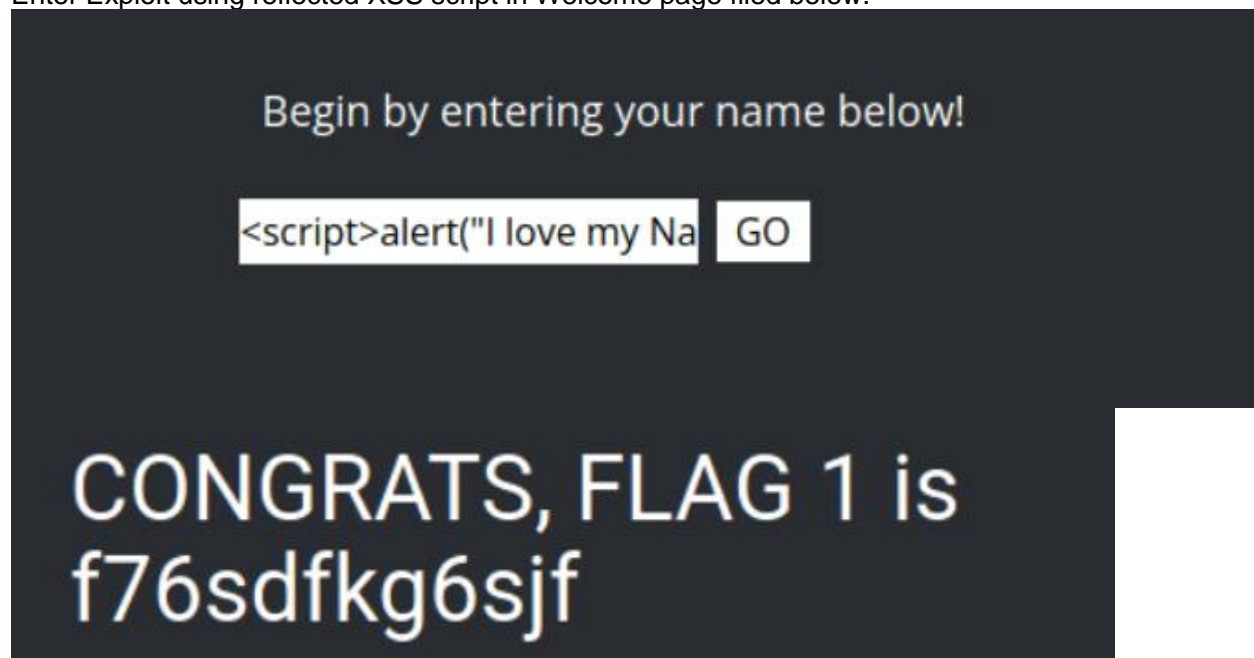 Enter Exploit using reflected XSS script in Welcome page filed below:
Begin by entering your name below!
<script>alert("I love my Na
GO
CONGRATS, FLAG 1 is
f76sdfkg6sjf